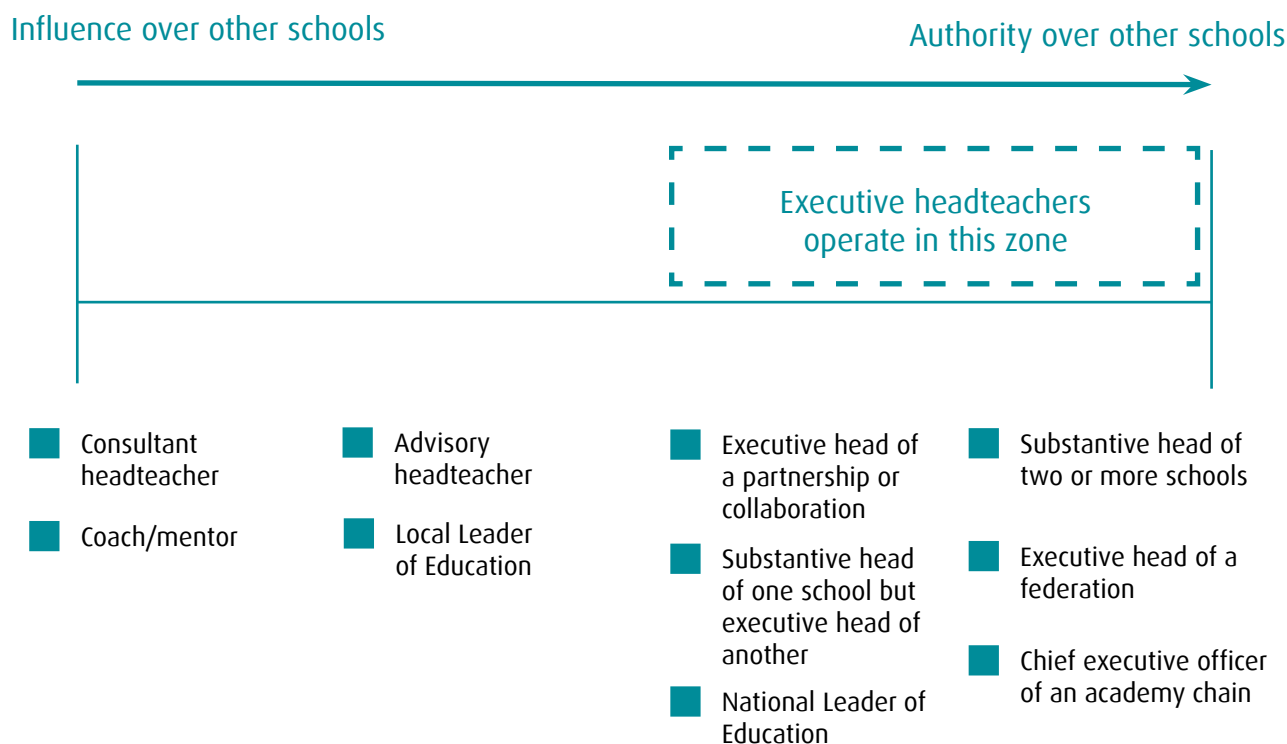 Influence over other schools
Authority over other schools
Executive headteachers
operate in this zone
Consultant
headteacher
Coach/mentor
Advisory
headteacher
Local Leader
of Education
Executive head of
a partnership or
collaboration
Substantive head
of one school but
executive head of
another
National Leader of
Education
Substantive head of
two or more schools
Executive head of a
federation
Chief executive officer
of an academy chain